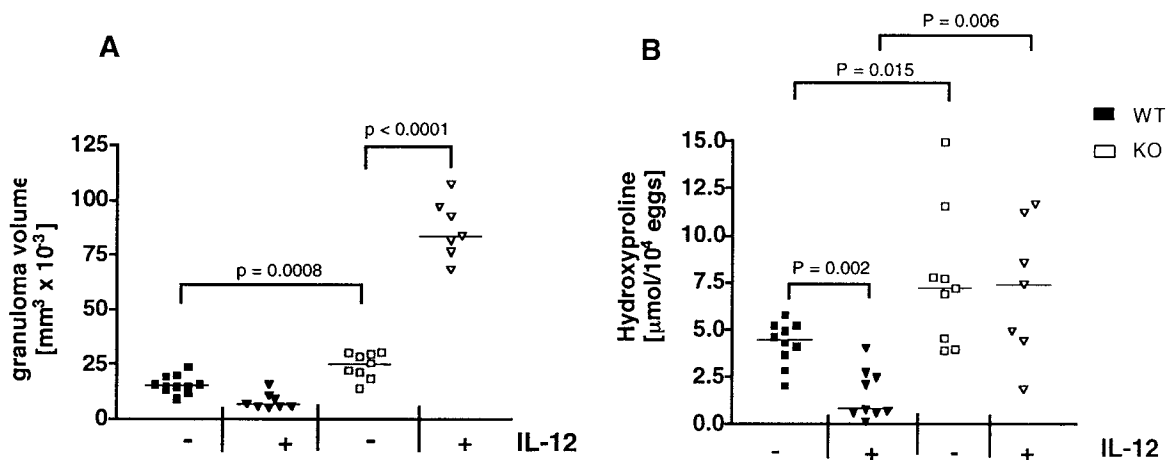 A
granuloma volume
[mm³ x 10⁻³]
125
100
75
50
25
0
p < 0.0001
p = 0.0008
- + - + IL-12
B
P = 0.006
P = 0.015
P = 0.002
WT
KO
Hydroxyproline
[μmol/10⁴ eggs]
15.0
12.5
10.0
7.5
5.0
2.5
0.0
- + - + IL-12